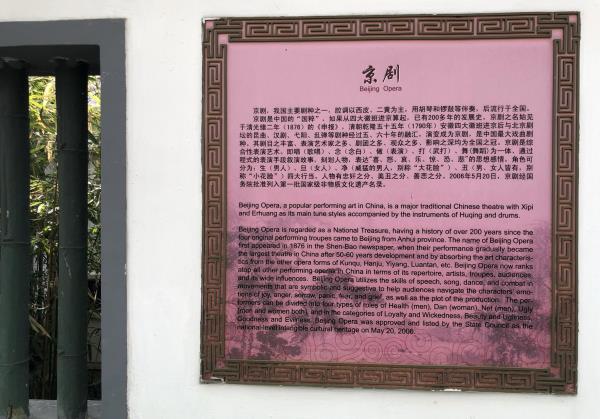 京剧
Beijing Opera
京剧，我国主要剧种之一，腔调以西皮、二黄为主，用胡琴和锣鼓等伴奏，后流行于全国。
京剧是中国的“国粹”，如果从四大徽班进京算起，已有200多年的发展史，京剧之名始见
于清光绪二年（1876）的《申报》，清朝乾隆五十五年（1790年）安徽四大徽班进京后与北京剧
坛的昆曲、汉剧、弋阳、乱弹等剧种经过五、六十年的融汇，演变成为京剧，是中国最大戏曲剧
种。其剧目之丰富、表演艺术家之多、剧团之多、观众之多、影响之深均为全国之冠。京剧是综
合性表演艺术。即唱（歌唱）、念（念白）、做（表演）、打（武打）、舞（舞蹈）为一体，通过
程式的表演手段叙演故事，刻划人物，表达“喜、怒、哀、乐、惊、恐、悲”的思想感情。角色可
分为：生（男人）、旦（女人）、净（威猛的男人，别称“大花脸”）、丑（男、女人皆有，别
称“小花脸”）四大行当。人物有忠奸之分、美丑之分、善恶之分。2006年5月20日，京剧经国
务院批准列入第一批国家级非物质文化遗产名录。
Beijing Opera, a popular performing art in China, is a major traditional Chinese theatre with Xipi
and Erhuang as its main tune styles accompanied by the instruments of Huqing and drums.
Beijing Opera is regarded as a National Treasure, having a history of over 200 years since the
four original performing troupes came to Beijing from Anhui province. The name of Beijing Opera
first appeared in 1876 in the Shen-Bao newspaper, when their performance gradually became
the largest theatre in China after 50-60 years development and by absorbing the art characteris-
tics from the other opera forms of Kunqu, Hanju, Yiyang, Luantan, etc. Beijing Opera now ranks
atop all other performing opera in China in terms of its repertoire, artists, troupes, audiences,
and its wide influences. Beijing Opera utilizes the skills of speech, song, dance, and combat in
movements that are symbolic and suggestive to help audiences navigate the characters' emo-
tions of joy, anger, sorrow, panic, fear, and grief, as well as the plot of the production. The per-
formers can be divided into four types of roles of Health (men), Dan (woman), Net (men), Ugly
(men and women both), and in the categories of Loyalty and Wickedness, Beauty and Ugliness,
Goodness and Evilness. Beijing Opera was approved and listed by the State Council as the
national-level intangible cultural heritage on May 20, 2006.